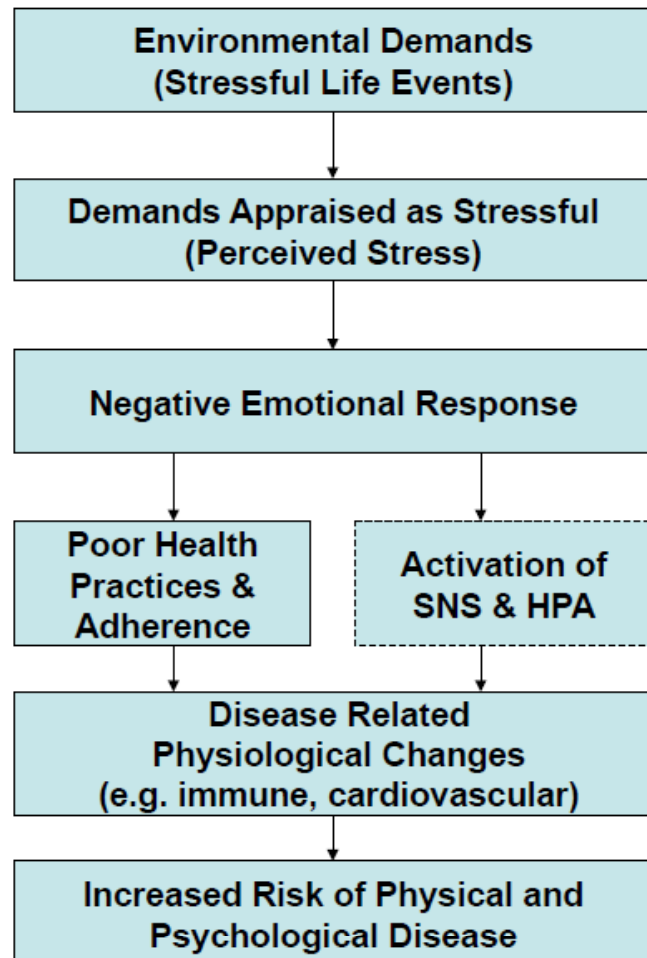 Environmental Demands
(Stressful Life Events)
Demands Appraised as Stressful
(Perceived Stress)
Negative Emotional Response
Poor Health
Practices &
Adherence
Activation of
SNS & HPA
Disease Related
Physiological Changes
(e.g. immune, cardiovascular)
Increased Risk of Physical and
Psychological Disease